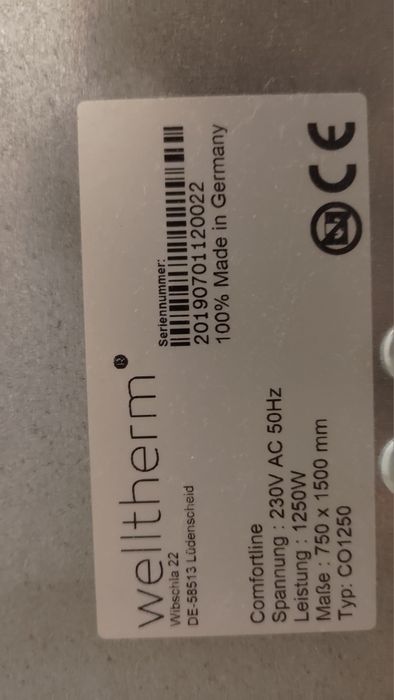 welltherm®
Wibschla 22
DE-58513 Lüdenscheid
Seriennummer:
20190701120022
100% Made in Germany
Comfortline
Spannung : 230V AC 50Hz
Leistung : 1250W
Maße : 750 x 1500 mm
Typ: CO1250
CE